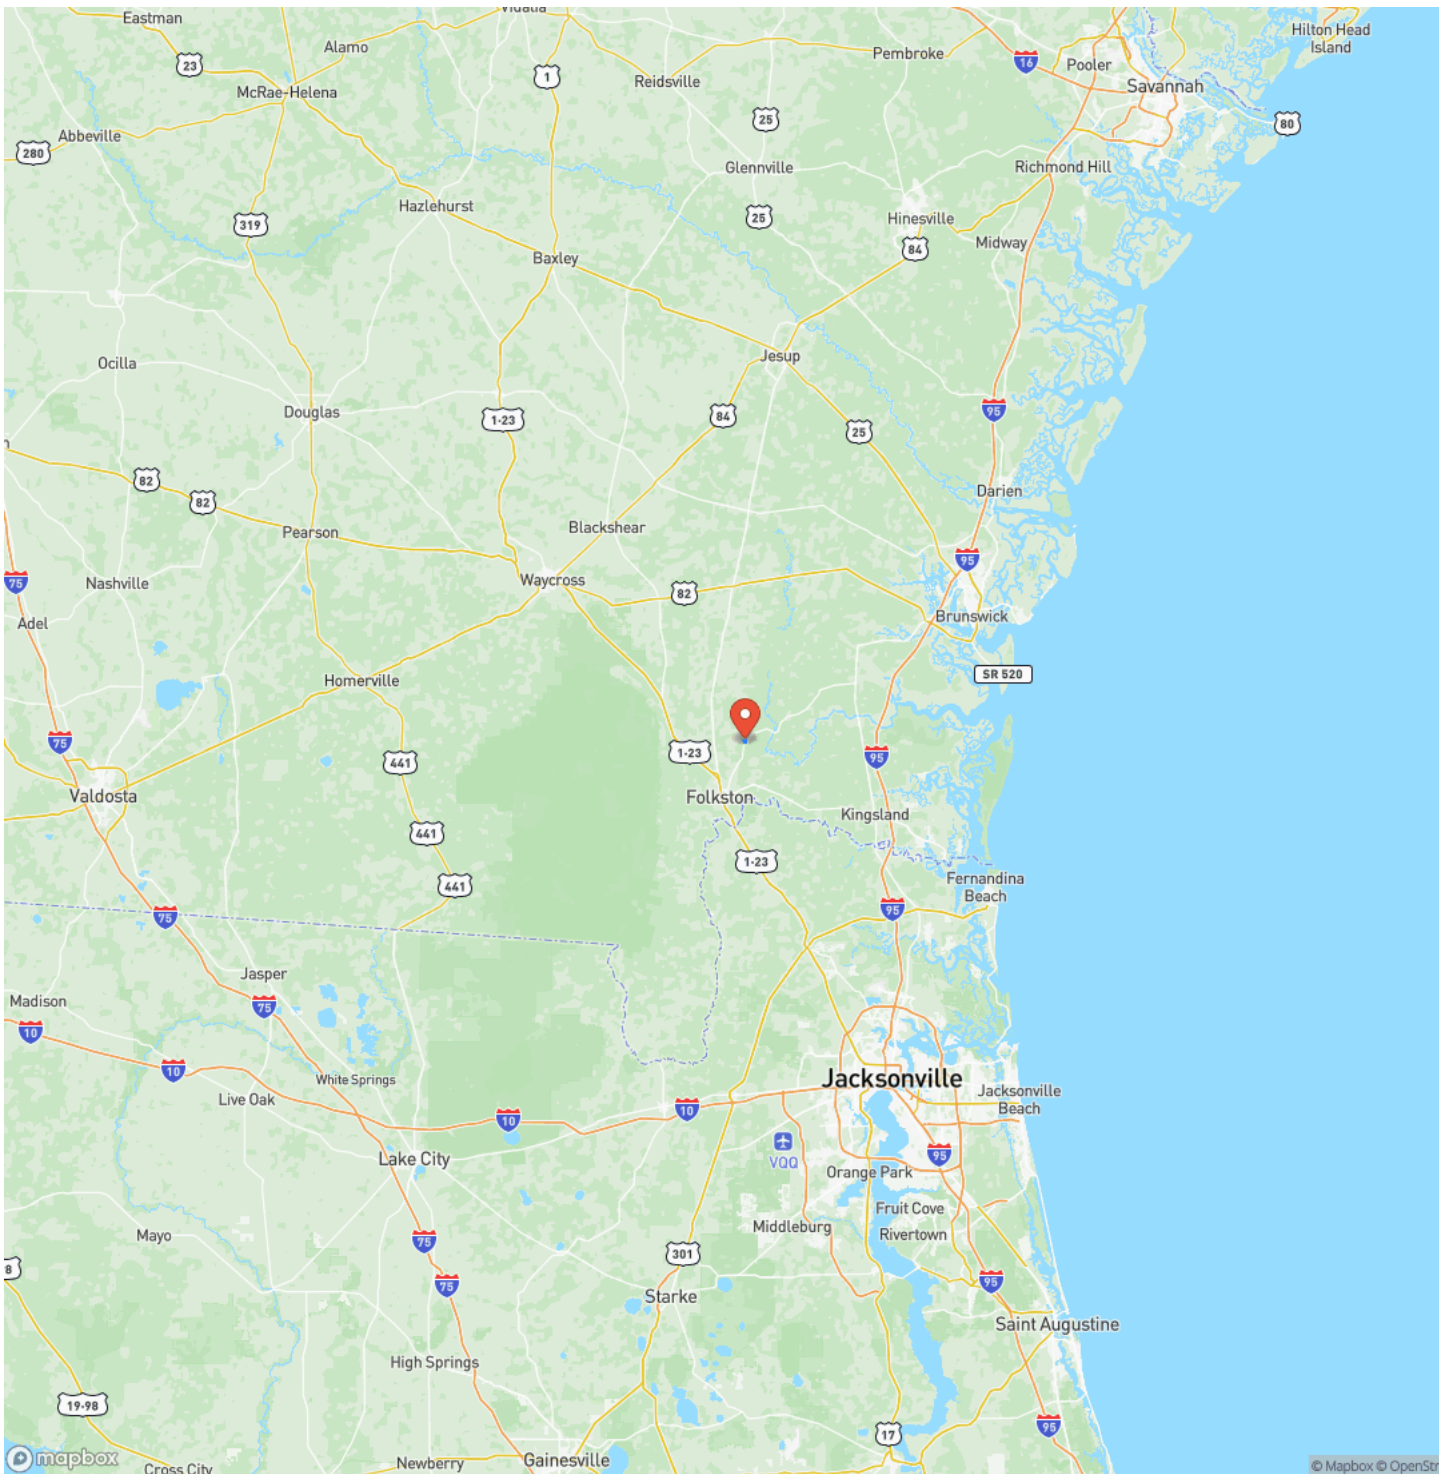 Vidalia
Eastman
Hilton Head
Island
Alamo
Pembroke
23
16
Pooler
1
Reidsville
Savannah
McRae-Helena
25
80
Abbeville
280
Glennville
Richmond Hill
Hazlehurst
319
25
Hinesville
84
Midway
Baxley
Jesup
Ocilla
Douglas
1-23
84
95
25
82
82
Darien
Pearson
Blackshear
95
75
Nashville
Waycross
82
Adel
Brunswick
SR 520
Homerville
75
1-23
441
95
Valdosta
Folkston
Kingsland
441
1-23
441
Fernandina
Beach
75
95
Jasper
Madison
75
10
10
White Springs
Jacksonville
Live Oak
Jacksonville
Beach
10
10
VQQ
95
Lake City
Orange Park
Fruit Cove
Middleburg
Rivertown
Mayo
75
301
8
75
95
Starke
Saint Augustine
High Springs
19-98
95
17
mapbox
Newberry
Gainesville
Cross City
© Mapbox © OpenStr